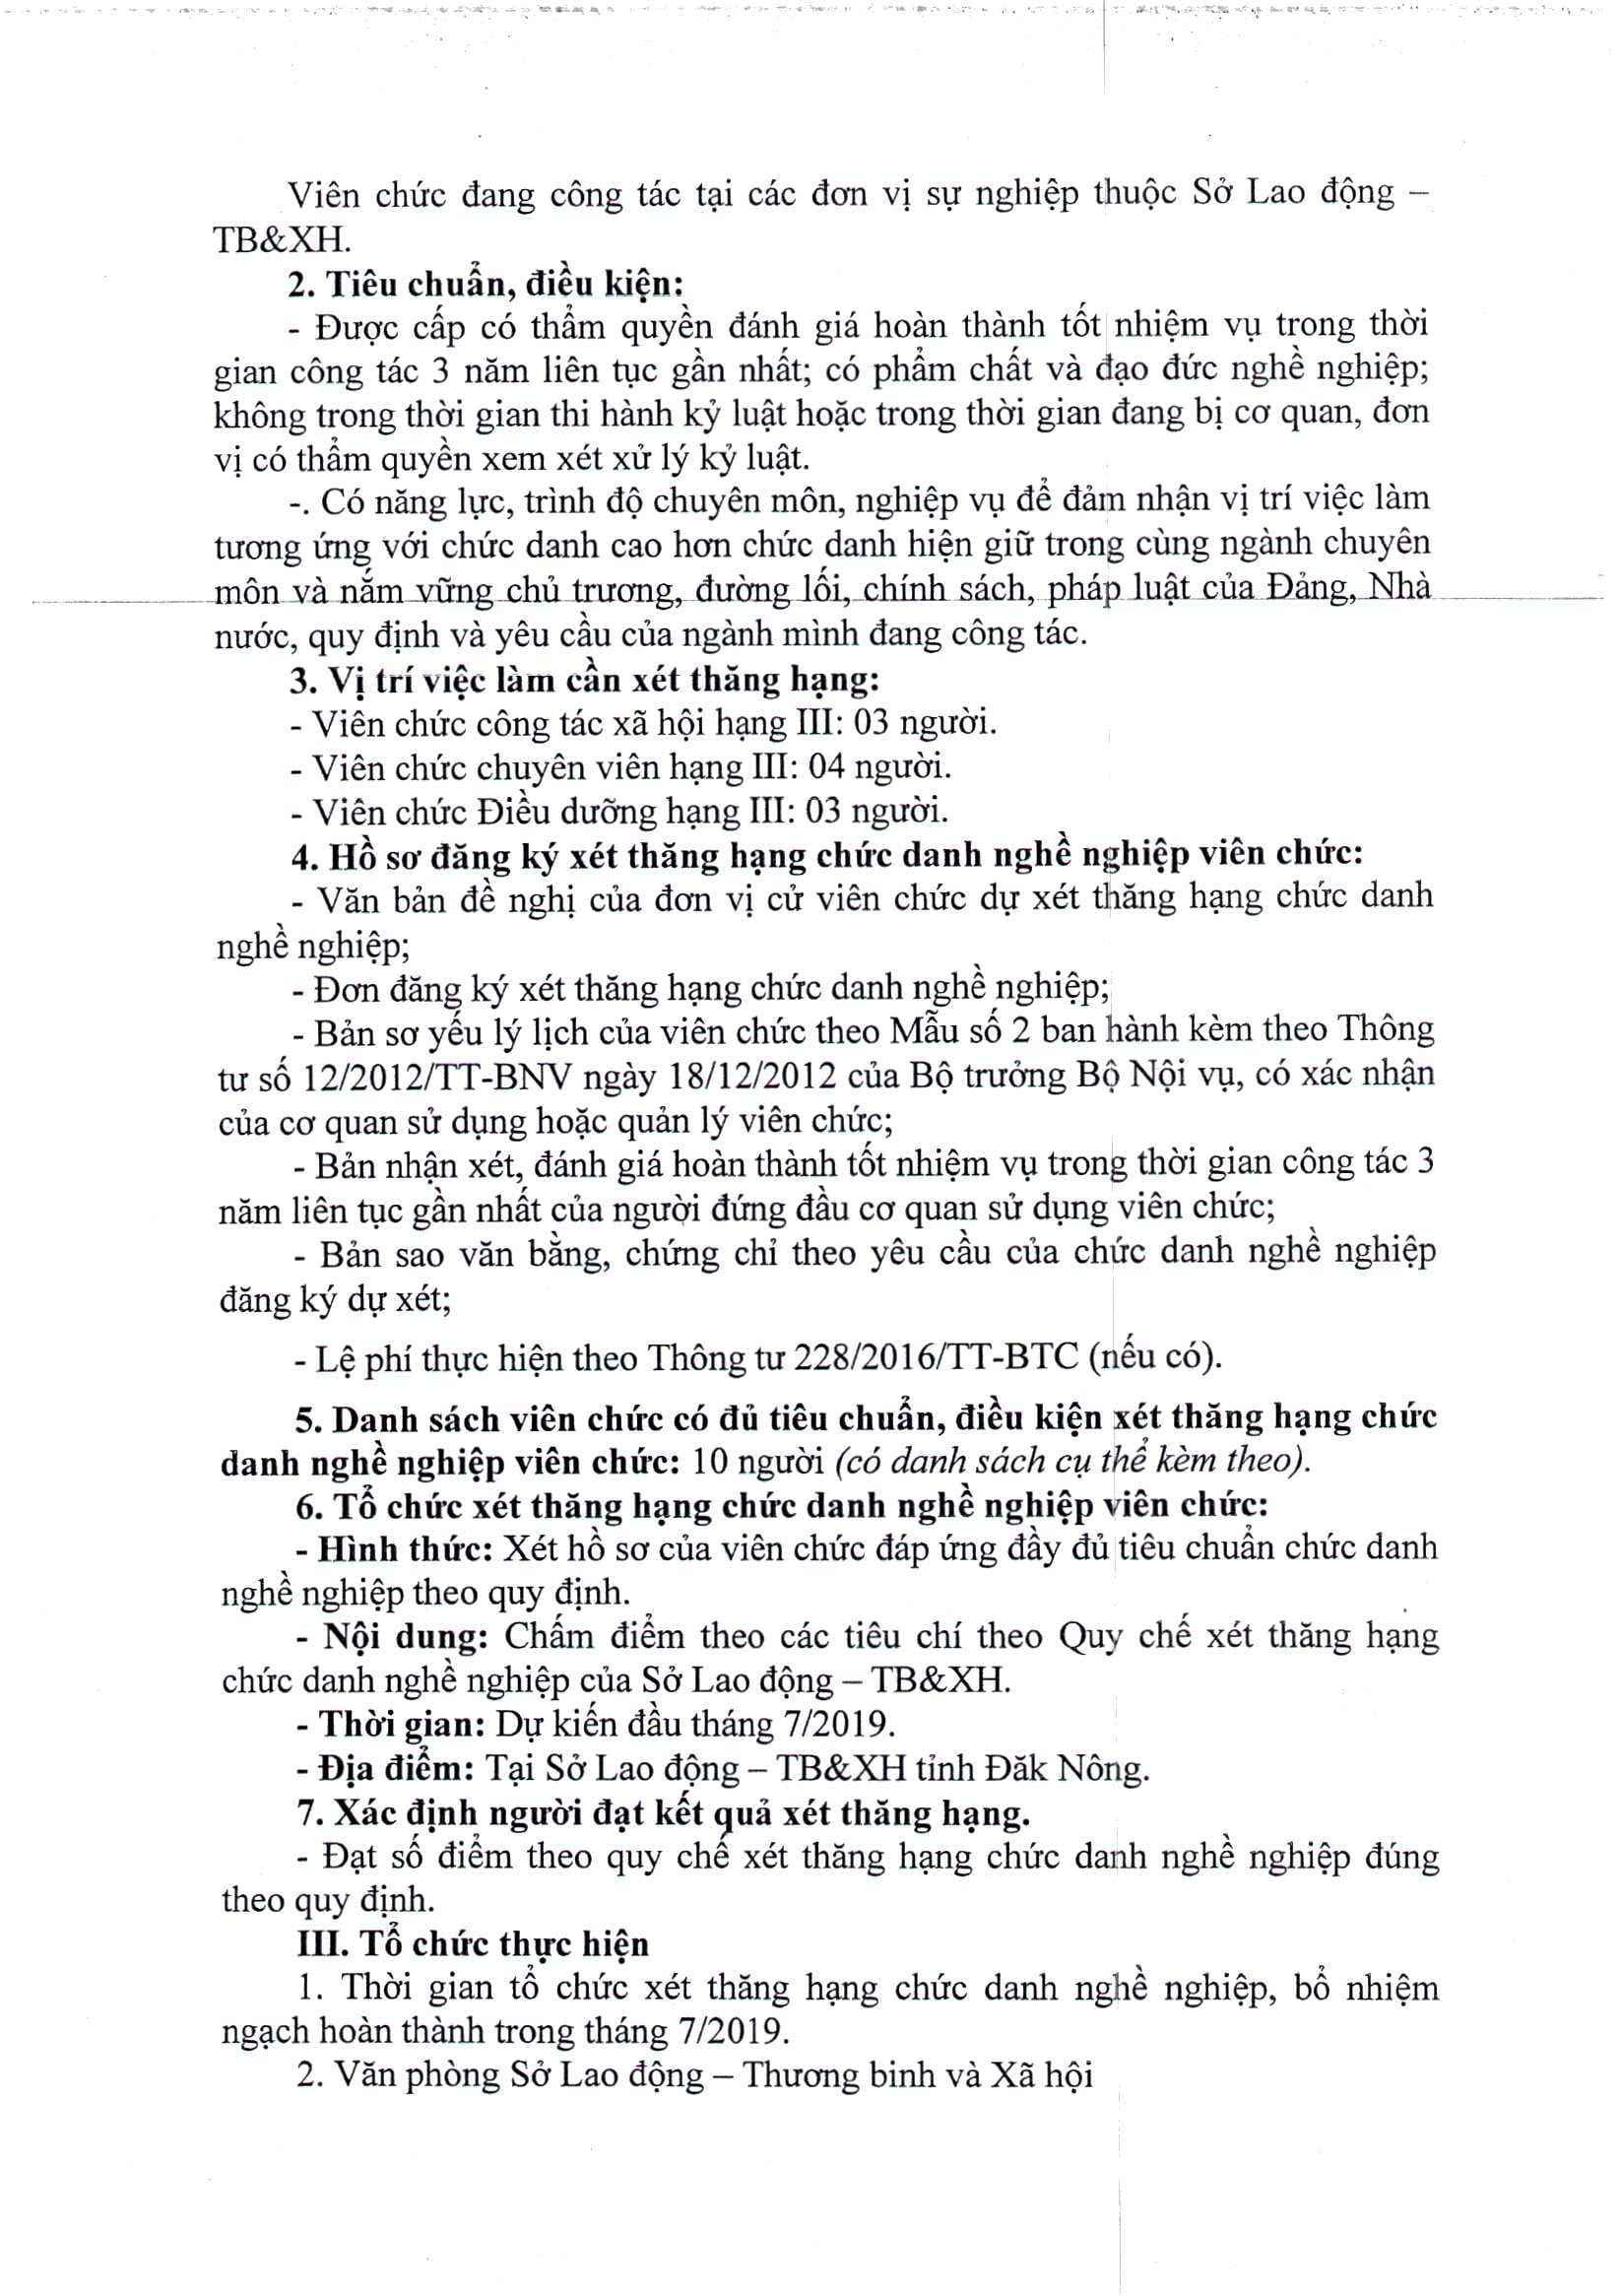 Viên chức đang công tác tại các đơn vị sự nghiệp thuộc Sở Lao động –
TB&XH.
2. Tiêu chuẩn, điều kiện:
- Được cấp có thẩm quyền đánh giá hoàn thành tốt nhiệm vụ trong thời
gian công tác 3 năm liên tục gần nhất; có phẩm chất và đạo đức nghề nghiệp;
không trong thời gian thi hành kỷ luật hoặc trong thời gian đang bị cơ quan, đơn
vị có thẩm quyền xem xét xử lý kỷ luật.
-. Có năng lực, trình độ chuyên môn, nghiệp vụ để đảm nhận vị trí việc làm
tương ứng với chức danh cao hơn chức danh hiện giữ trong cùng ngành chuyên
môn và nắm vững chủ trương, đường lối, chính sách, pháp luật của Đảng, Nhà
nước, quy định và yêu cầu của ngành mình đang công tác.
3. Vị trí việc làm cần xét thăng hạng:
- Viên chức công tác xã hội hạng III: 03 người.
- Viên chức chuyên viên hạng III: 04 người.
- Viên chức Điều dưỡng hạng III: 03 người.
4. Hồ sơ đăng ký xét thăng hạng chức danh nghề nghiệp viên chức:
- Văn bản đề nghị của đơn vị cử viên chức dự xét thăng hạng chức danh
nghề nghiệp;
- Đơn đăng ký xét thăng hạng chức danh nghề nghiệp;
- Bản sơ yếu lý lịch của viên chức theo Mẫu số 2 ban hành kèm theo Thông
tư số 12/2012/TT-BNV ngày 18/12/2012 của Bộ trưởng Bộ Nội vụ, có xác nhận
của cơ quan sử dụng hoặc quản lý viên chức;
- Bản nhận xét, đánh giá hoàn thành tốt nhiệm vụ trong thời gian công tác 3
năm liên tục gần nhất của người đứng đầu cơ quan sử dụng viên chức;
- Bản sao văn bằng, chứng chỉ theo yêu cầu của chức danh nghề nghiệp
đăng ký dự xét;
- Lệ phí thực hiện theo Thông tư 228/2016/TT-BTC (nếu có).
5. Danh sách viên chức có đủ tiêu chuẩn, điều kiện xét thăng hạng chức
danh nghề nghiệp viên chức: 10 người (có danh sách cụ thể kèm theo).
6. Tổ chức xét thăng hạng chức danh nghề nghiệp viên chức:
- Hình thức: Xét hồ sơ của viên chức đáp ứng đầy đủ tiêu chuẩn chức danh
nghề nghiệp theo quy định.
- Nội dung: Chấm điểm theo các tiêu chí theo Quy chế xét thăng hạng
chức danh nghề nghiệp của Sở Lao động – TB&XH.
- Thời gian: Dự kiến đầu tháng 7/2019.
- Địa điểm: Tại Sở Lao động – TB&XH tỉnh Đăk Nông.
7. Xác định người đạt kết quả xét thăng hạng.
- Đạt số điểm theo quy chế xét thăng hạng chức danh nghề nghiệp đúng
theo quy định.
III. Tổ chức thực hiện
1. Thời gian tổ chức xét thăng hạng chức danh nghề nghiệp, bổ nhiệm
ngạch hoàn thành trong tháng 7/2019.
2. Văn phòng Sở Lao động – Thương binh và Xã hội